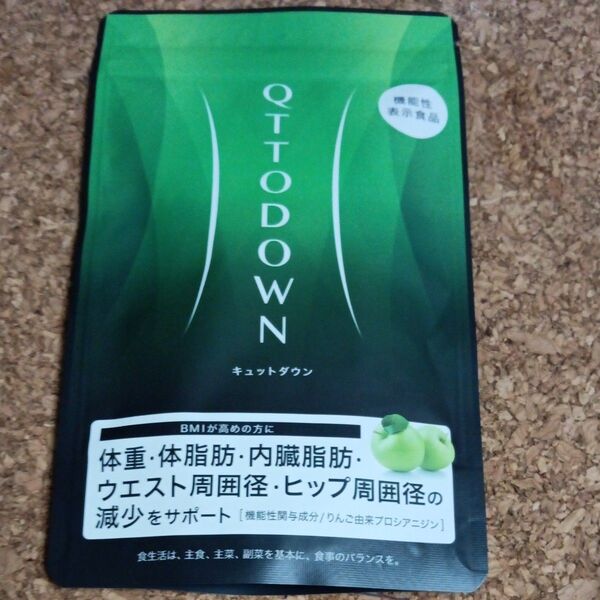 QTTODOWN
機能性
表示食品
キュットダウン
BMIが高めの方に
体重・体脂肪・内臓脂肪・
ウエスト周囲径・ヒップ周囲径の
減少をサポート［機能性関与成分/りんご由来プロシアニジン］
食生活は、主食、主菜、副菜を基本に、食事のバランスを。